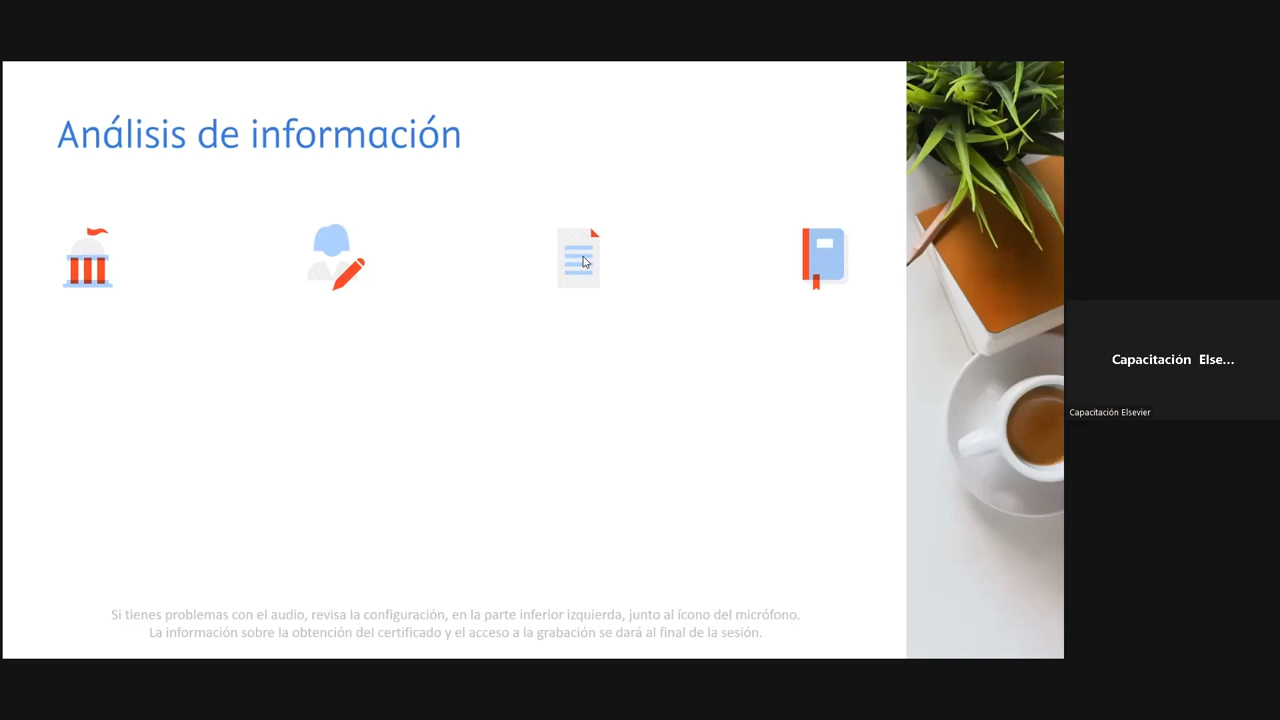 Análisis de información
Capacitación Else...
Capacitación Elsevier
Si tienes problemas con el audio, revisa la configuración, en la parte inferior izquierda, junto al ícono del micrófono.
La información sobre la obtención del certificado y el acceso a la grabación se dará al final de la sesión.